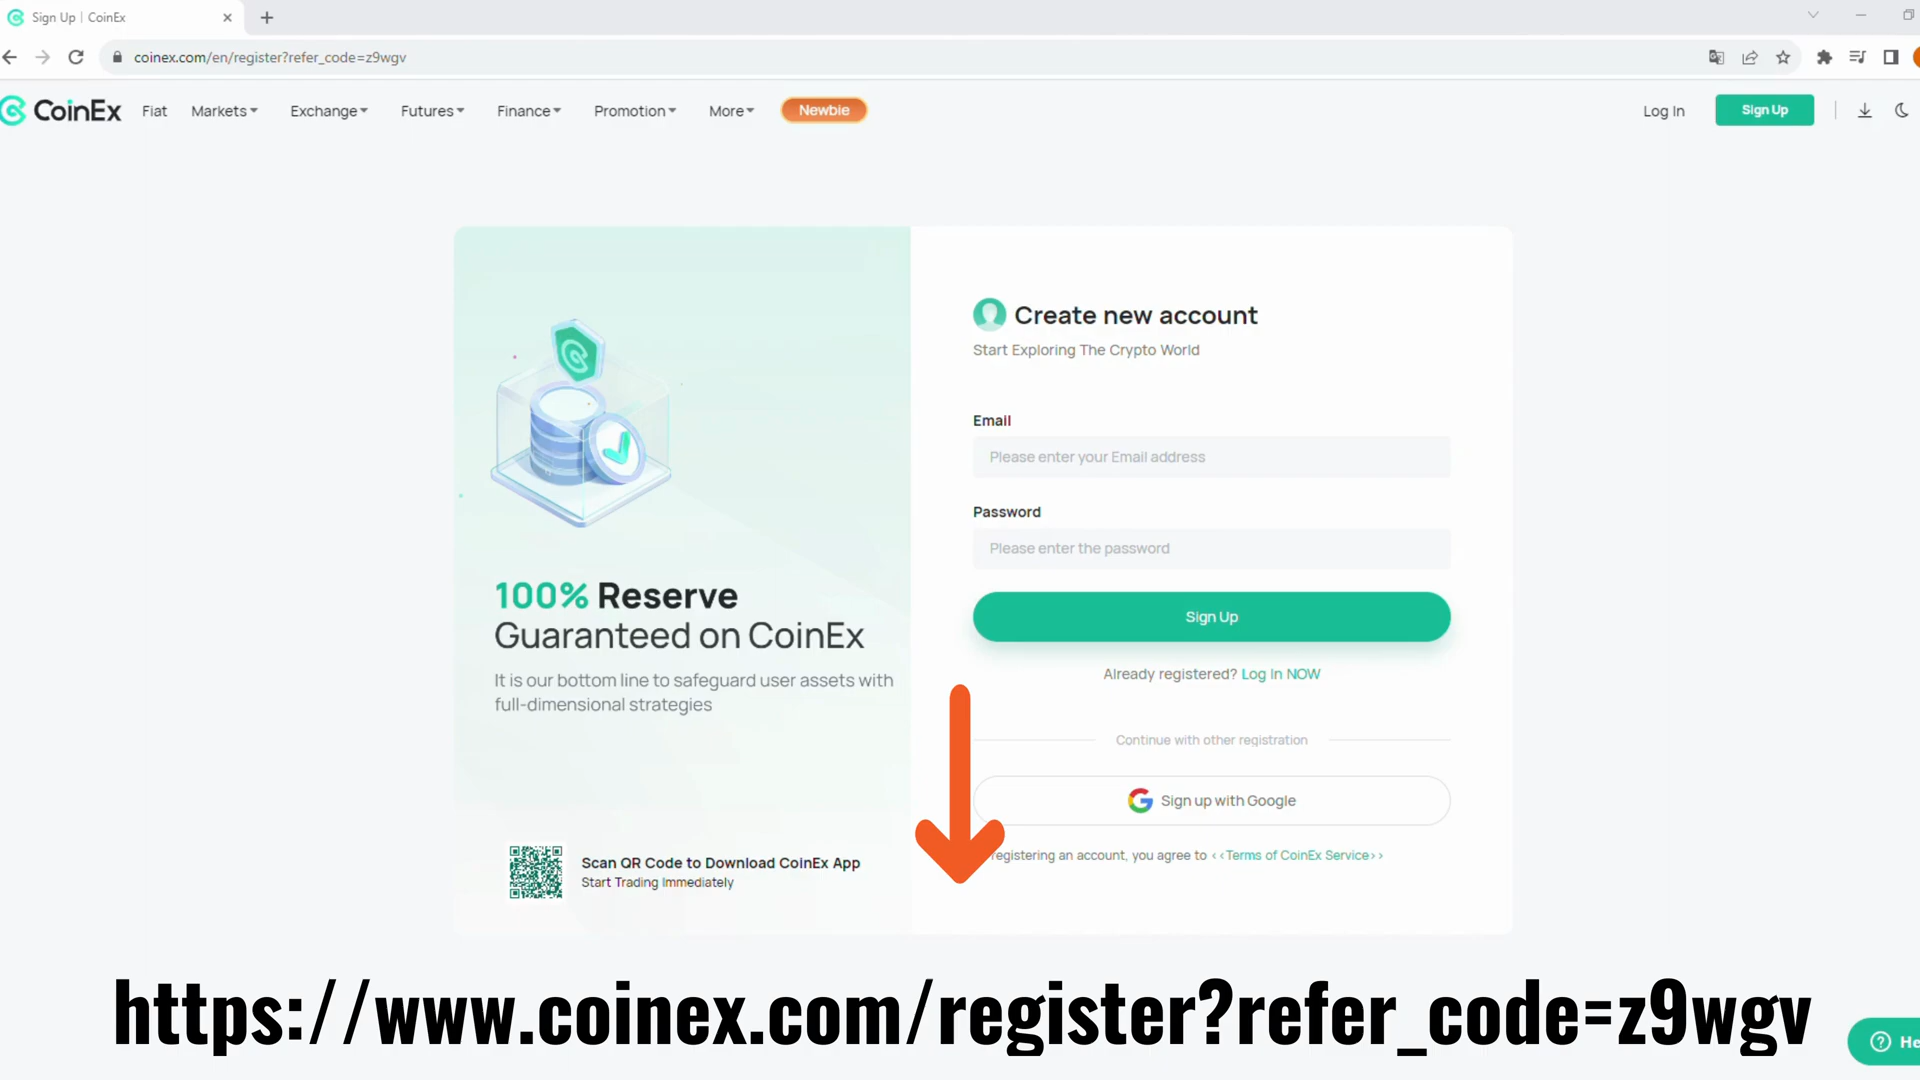 Sign Up | CoinEx
coinex.com/en/register?refer_code=z9wgv
CoinEx Fiat Markets Exchange Futures Finance Promotion More Newbie Log In Sign Up
Create new account
Start Exploring The Crypto World
Email
Please enter your Email address
Password
Please enter the password
Sign Up
Already registered? Log In NOW
Continue with other registration
Sign up with Google
registering an account, you agree to <<Terms of CoinEx Service>>
100% Reserve
Guaranteed on CoinEx
It is our bottom line to safeguard user assets with
full-dimensional strategies
Scan QR Code to Download CoinEx App
Start Trading Immediately
https://www.coinex.com/register?refer_code=z9wgv
He